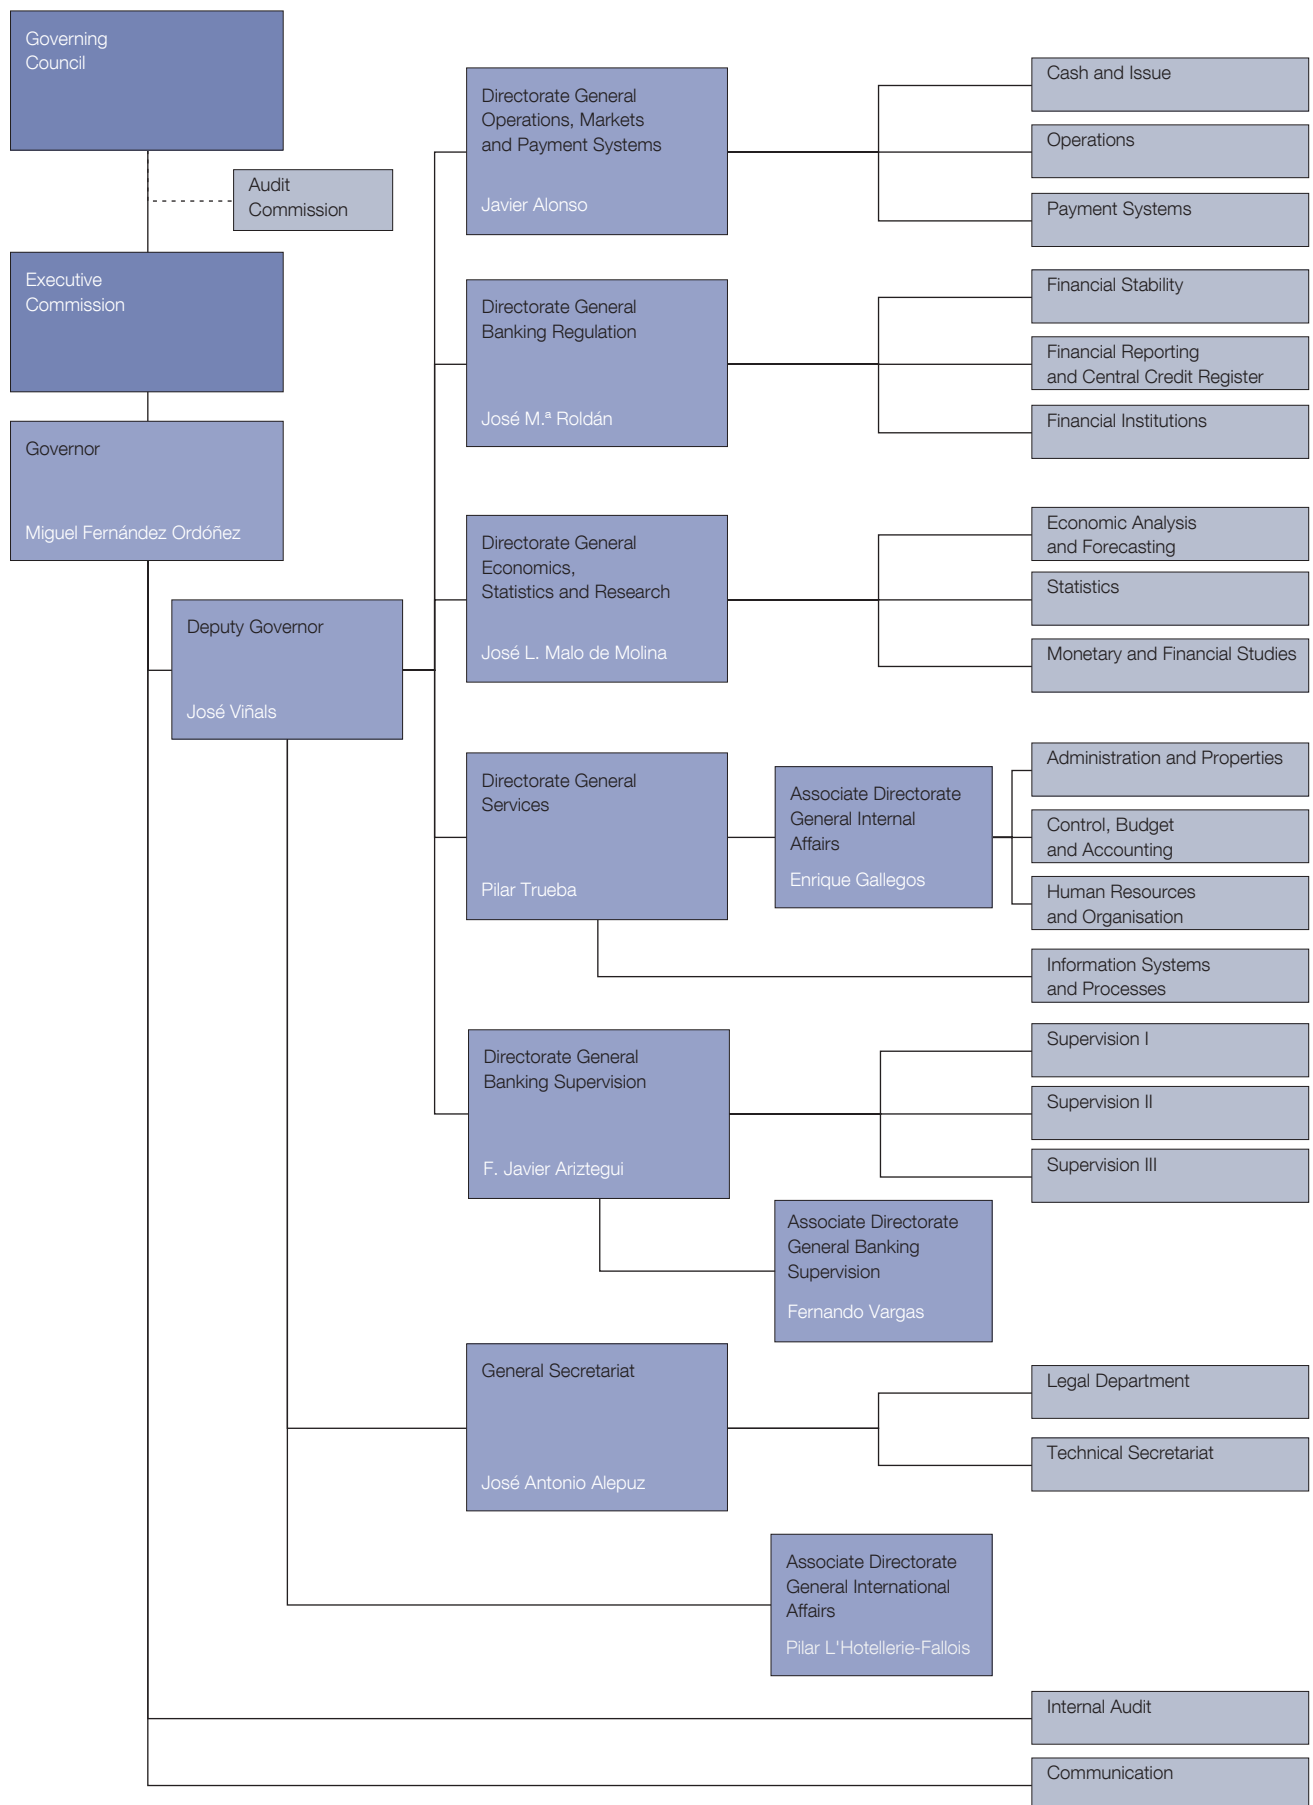 Governing
Council
Audit
Commission
Executive
Commission
Governor
Miguel Fernández Ordóñez
Deputy Governor
José Viñals
Directorate General
Operations, Markets
and Payment Systems
Javier Alonso
Cash and Issue
Operations
Payment Systems
Directorate General
Banking Regulation
José M.ª Roldán
Financial Stability
Financial Reporting
and Central Credit Register
Financial Institutions
Directorate General
Economics,
Statistics and Research
José L. Malo de Molina
Economic Analysis
and Forecasting
Statistics
Monetary and Financial Studies
Directorate General
Services
Pilar Trueba
Associate Directorate
General Internal
Affairs
Enrique Gallegos
Administration and Properties
Control, Budget
and Accounting
Human Resources
and Organisation
Information Systems
and Processes
Directorate General
Banking Supervision
F. Javier Ariztegui
Supervision I
Supervision II
Supervision III
Associate Directorate
General Banking
Supervision
Fernando Vargas
General Secretariat
José Antonio Alepuz
Legal Department
Technical Secretariat
Associate Directorate
General International
Affairs
Pilar L'Hotellerie-Fallois
Internal Audit
Communication